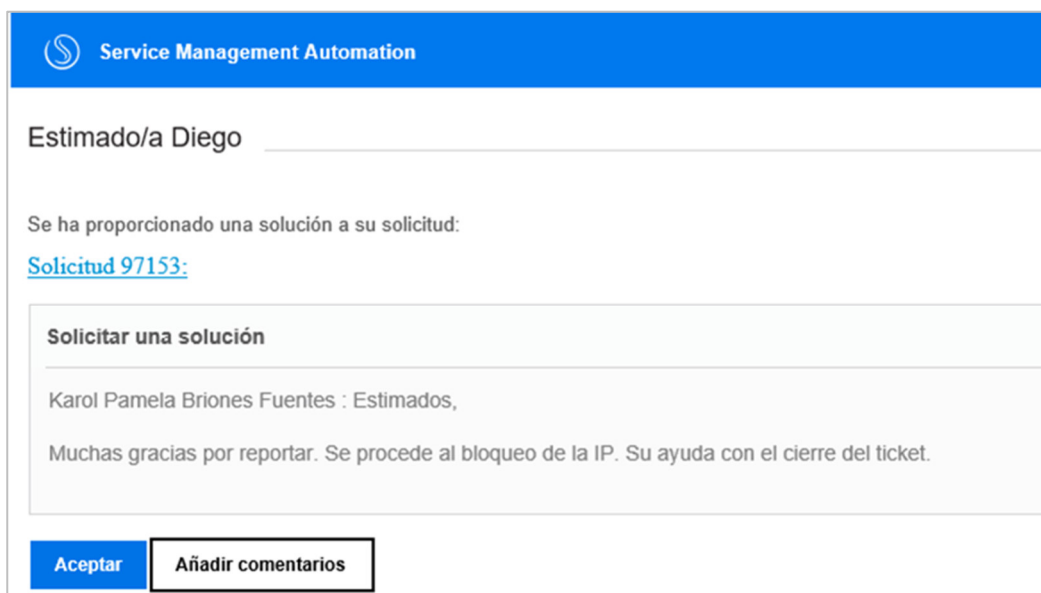 Service Management Automation
Estimado/a Diego
Se ha proporcionado una solución a su solicitud:
Solicitud 97153:
Solicitar una solución
Karol Pamela Briones Fuentes : Estimados,
Muchas gracias por reportar. Se procede al bloqueo de la IP. Su ayuda con el cierre del ticket.
Aceptar
Añadir comentarios